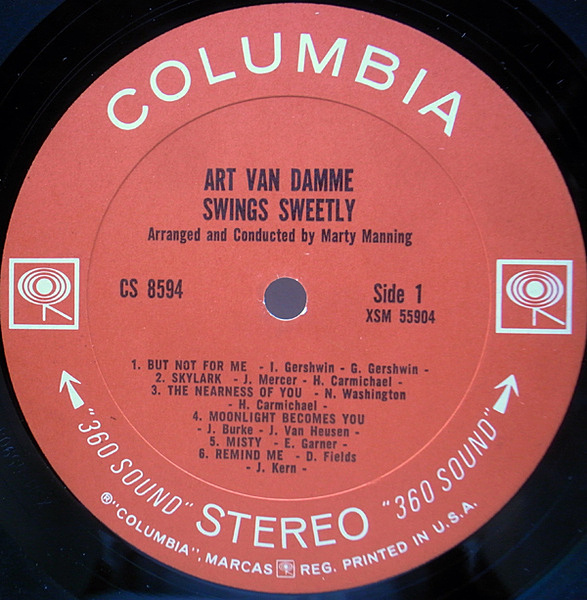 COLUMBIA
ART VAN DAMME
SWINGS SWEETLY
Arranged and Conducted by Marty Manning
CS 8594
Side 1
XSM 55904
1. BUT NOT FOR ME - I. Gershwin - G. Gershwin -
2. SKYLARK - J. Mercer - H. Carmichael -
3. THE NEARNESS OF YOU - N. Washington
- H. Carmichael -
4. MOONLIGHT BECOMES YOU
- J. Burke - J. Van Heusen -
5. MISTY - E. Garner -
6. REMIND ME - D. Fields
- J. Kern -
"360 SOUND" STEREO "360 SOUND"
® "COLUMBIA", MARCAS REG. PRINTED IN U.S.A.